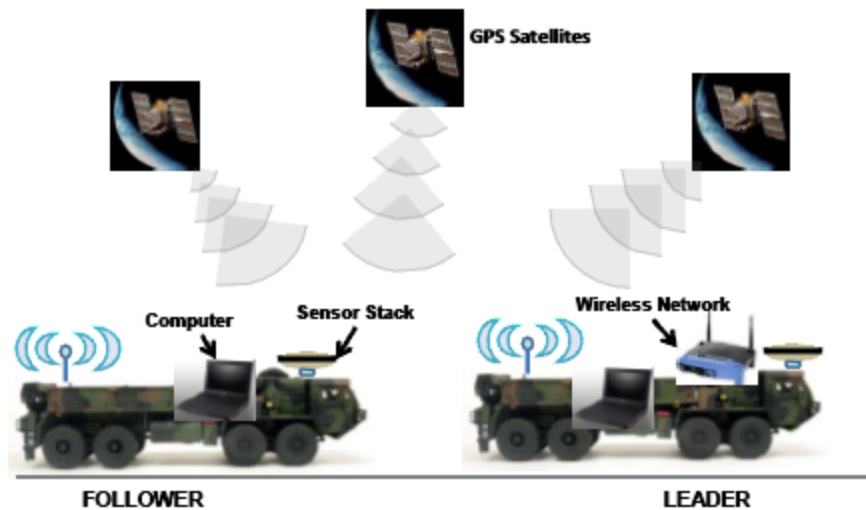 GPS Satellites
Computer
Sensor Stack
Wireless Network
FOLLOWER
LEADER